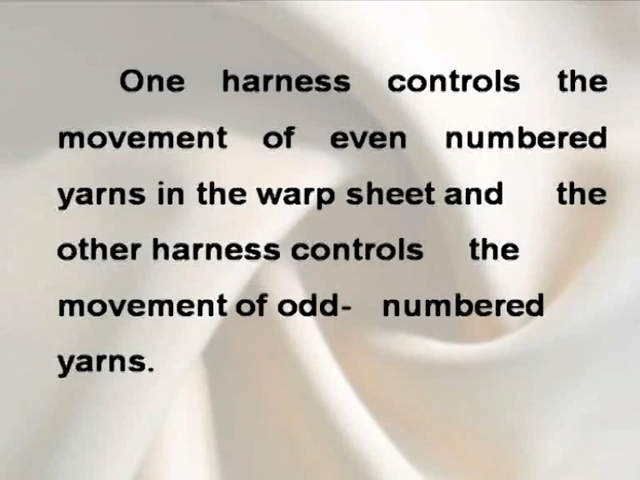 One harness controls the
movement of even numbered
yarns in the warp sheet and the
other harness controls the
movement of odd- numbered
yarns.